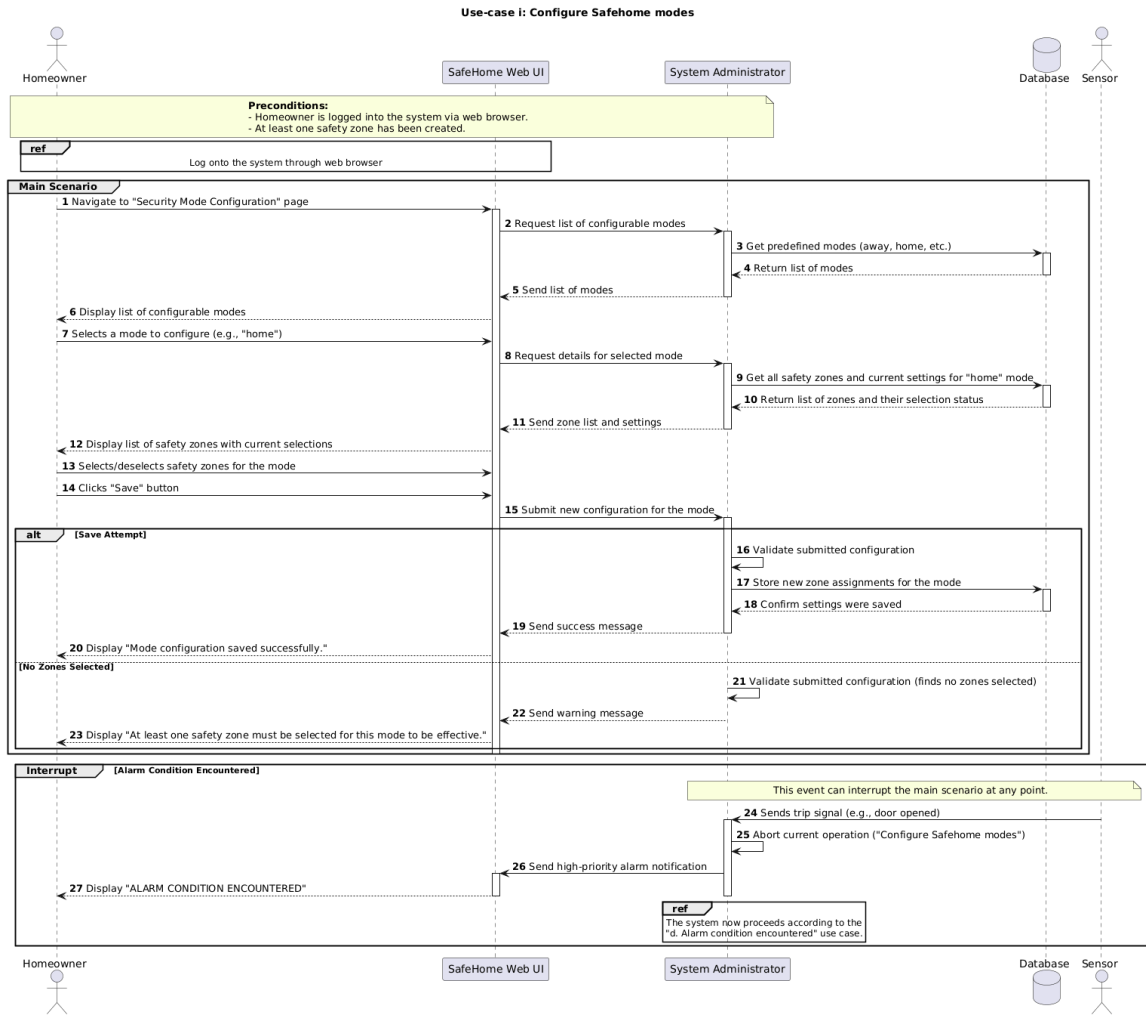 Use-case i: Configure Safehome modes
Homeowner
SafeHome Web UI
System Administrator
Database
Sensor
Preconditions:
- Homeowner is logged into the system via web browser.
- At least one safety zone has been created.
ref
Log onto the system through web browser
Main Scenario
1 Navigate to "Security Mode Configuration" page
2 Request list of configurable modes
3 Get predefined modes (away, home, etc.)
4 Return list of modes
5 Send list of modes
6 Display list of configurable modes
7 Selects a mode to configure (e.g., "home")
8 Request details for selected mode
9 Get all safety zones and current settings for "home" mode
10 Return list of zones and their selection status
11 Send zone list and settings
12 Display list of safety zones with current selections
13 Selects/deselects safety zones for the mode
14 Clicks "Save" button
15 Submit new configuration for the mode
alt [Save Attempt]
16 Validate submitted configuration
17 Store new zone assignments for the mode
18 Confirm settings were saved
19 Send success message
20 Display "Mode configuration saved successfully."
[No Zones Selected]
21 Validate submitted configuration (finds no zones selected)
22 Send warning message
23 Display "At least one safety zone must be selected for this mode to be effective."
Interrupt [Alarm Condition Encountered]
This event can interrupt the main scenario at any point.
24 Sends trip signal (e.g., door opened)
25 Abort current operation ("Configure Safehome modes")
26 Send high-priority alarm notification
27 Display "ALARM CONDITION ENCOUNTERED"
ref
The system now proceeds according to the
"d. Alarm condition encountered" use case.
Homeowner
SafeHome Web UI
System Administrator
Database
Sensor